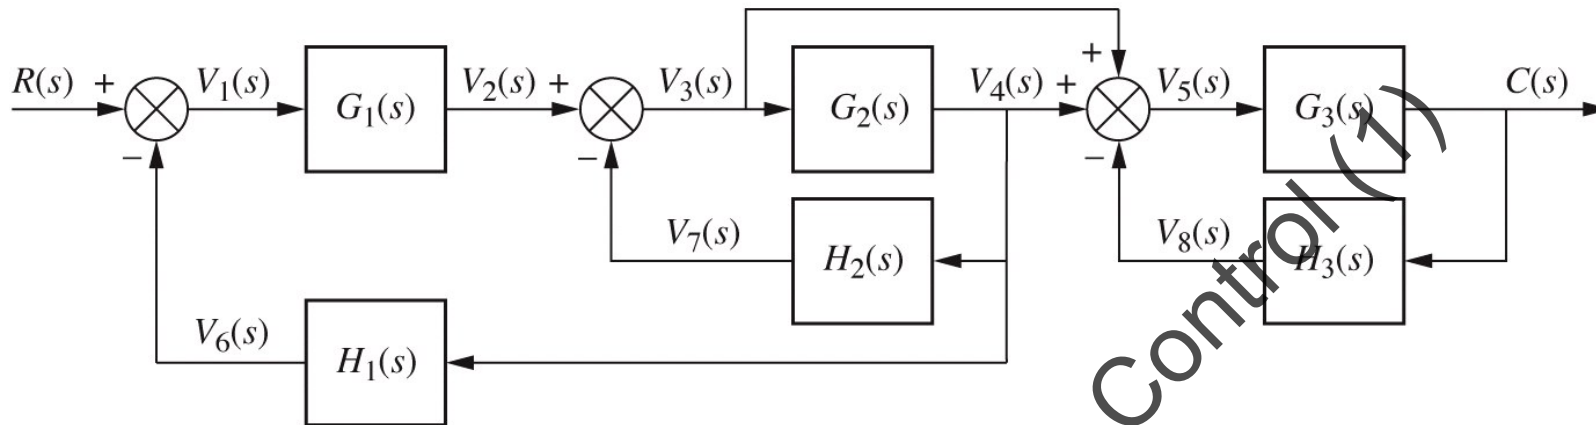 R(s) + V₁(s) G₁(s) V₂(s) + V₃(s) G₂(s) V₄(s) + + V₅(s) G₃(s) C(s)
− − −
V₇(s) H₂(s) V₈(s) H₃(s)
V₆(s) H₁(s)
Control (1)